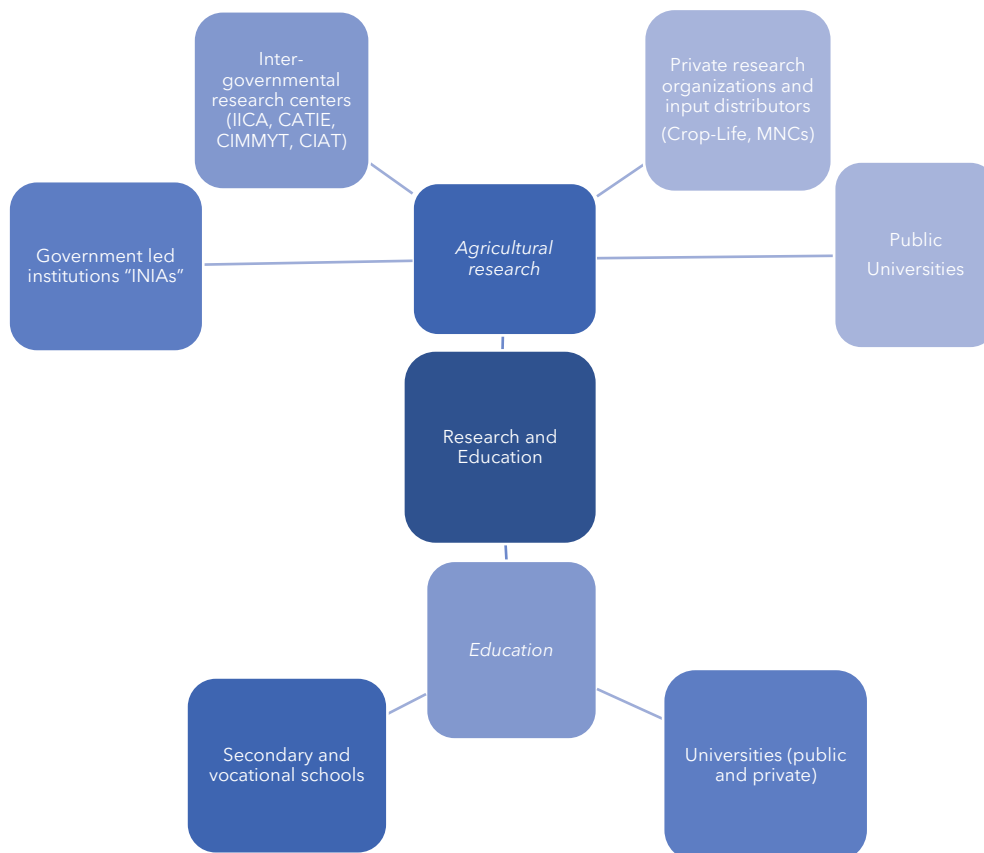 Inter-
governmental
research centers
(IICA, CATIE,
CIMMYT, CIAT)
Private research
organizations and
input distributors
(Crop-Life, MNCs)
Government led
institutions “INIAs”
Agricultural
research
Public
Universities
Research and
Education
Education
Secondary and
vocational schools
Universities (public
and private)